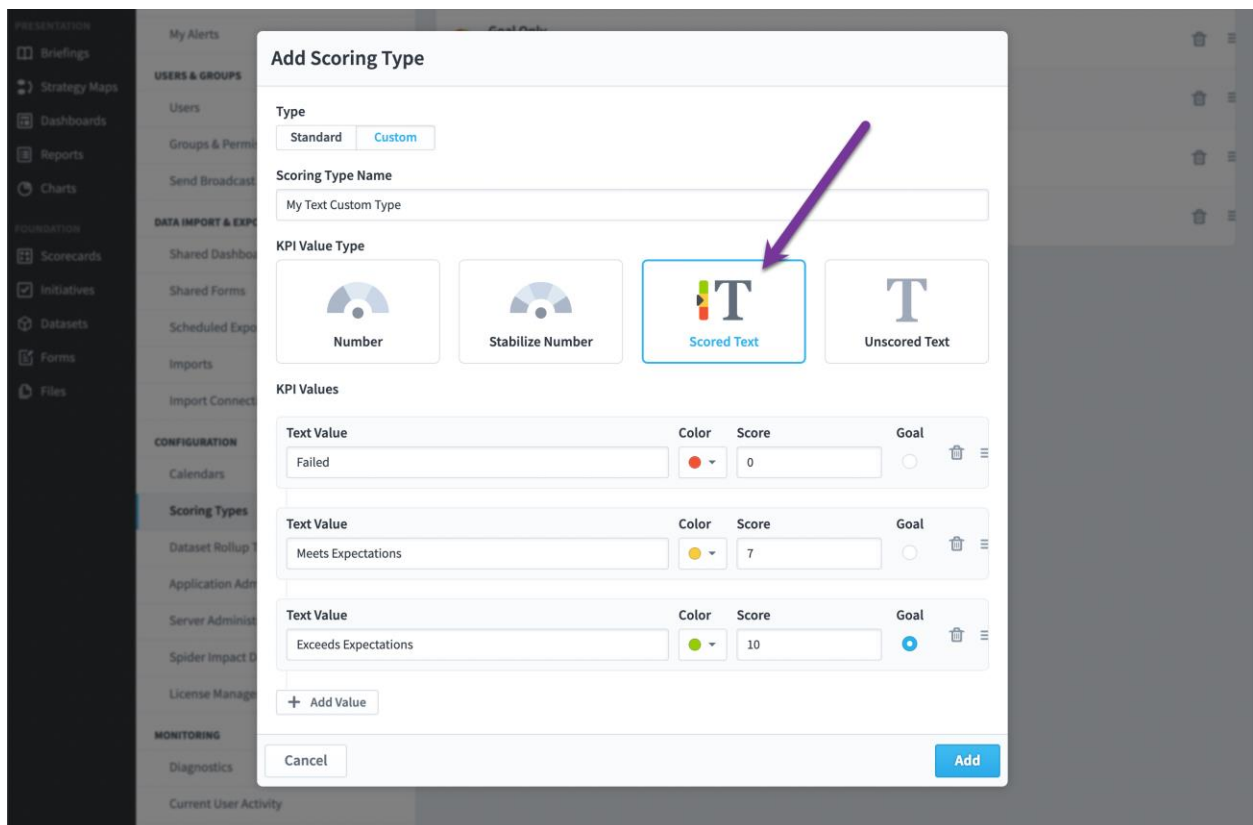 PRESENTATION
Briefings
Strategy Maps
Dashboards
Reports
Charts
FOUNDATION
Scorecards
Initiatives
Datasets
Forms
Files
My Alerts
USERS & GROUPS
Users
Groups & Permi
Send Broadcast
DATA IMPORT & EXPO
Shared Dashboa
Shared Forms
Scheduled Expo
Imports
Import Connect
CONFIGURATION
Calendars
Scoring Types
Dataset Rollup T
Application Adm
Server Administ
Spider Impact D
License Manage
MONITORING
Diagnostics
Current User Activity
Goal Only
Add Scoring Type
Type
Standard Custom
Scoring Type Name
My Text Custom Type
KPI Value Type
Number Stabilize Number Scored Text Unscored Text
KPI Values
Text Value Color Score Goal
Failed 0
Text Value Color Score Goal
Meets Expectations 7
Text Value Color Score Goal
Exceeds Expectations 10
+ Add Value
Cancel Add